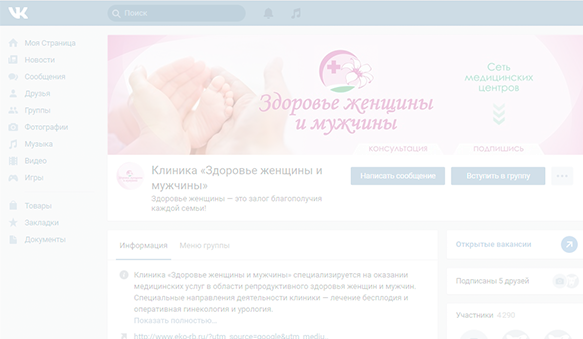 Поиск
Моя Страница
Новости
Сообщения
Друзья
Группы
Фотографии
Музыка
Видео
Игры
Товары
Закладки
Документы
Здоровье женщины
и мужчины
Сеть
медицинских
центров
КОНСУЛЬТАЦИЯ
ПОДПИШИСЬ
Клиника «Здоровье женщины и
мужчины»
Здоровье женщины — это залог благополучия
каждой семьи!
Написать сообщение
Вступить в группу
Информация Меню группы
Клиника «Здоровье женщины и мужчины» специализируется на оказании
медицинских услуг в области репродуктивного здоровья женщин и мужчин.
Специальные направления деятельности клиники — лечение бесплодия и
оперативная гинекология и урология.
Показать полностью…
http://www.eko-rb.ru/?utm_source=google&utm_mediu..
Открытые вакансии
Подписаны 5 друзей
Участники 4 290